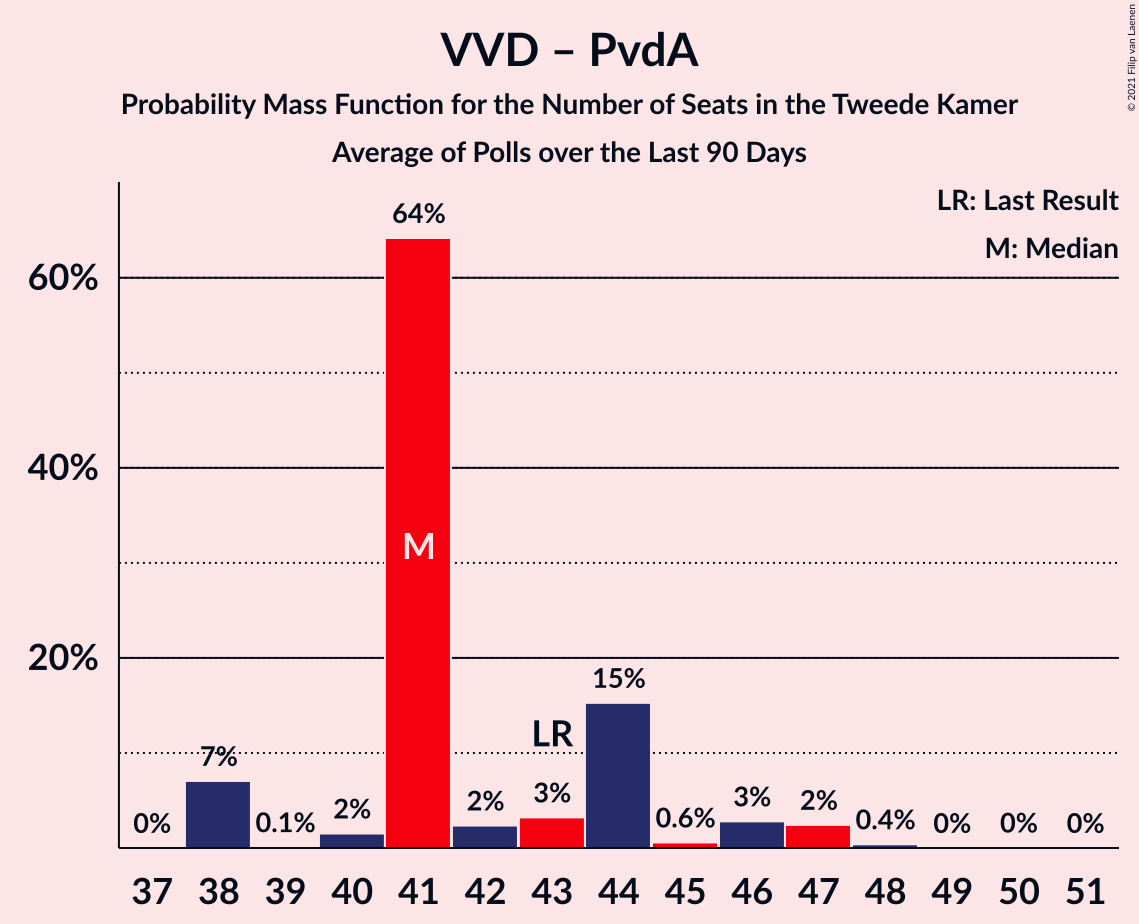 VVD – PvdA
Probability Mass Function for the Number of Seats in the Tweede Kamer
Average of Polls over the Last 90 Days
© 2021 Filip van Laenen
LR: Last Result
M: Median
60%
40%
20%
0%
7%
0.1%
2%
64%
M
2%
LR
3%
15%
0.6%
3%
2%
0.4%
0%
0%
0%
37 38 39 40 41 42 43 44 45 46 47 48 49 50 51